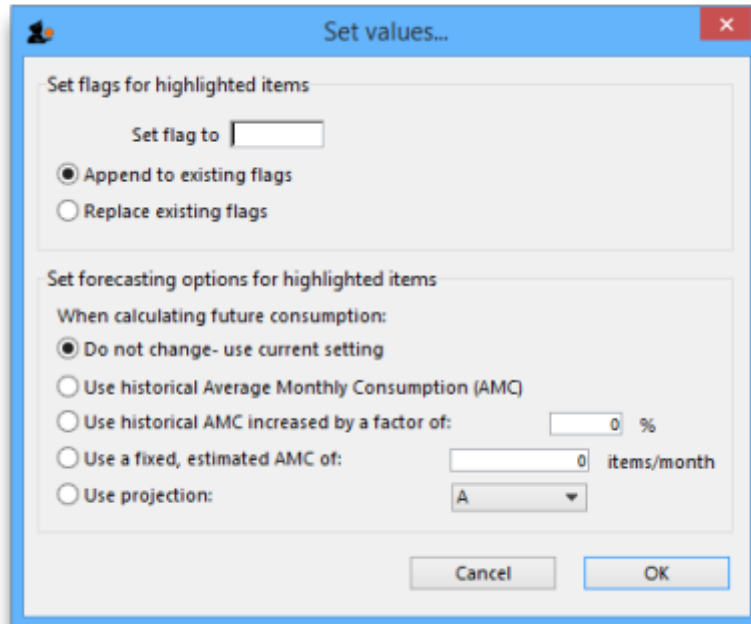 Set values...
Set flags for highlighted items
Set flag to
Append to existing flags
Replace existing flags
Set forecasting options for highlighted items
When calculating future consumption:
Do not change- use current setting
Use historical Average Monthly Consumption (AMC)
Use historical AMC increased by a factor of: 0 %
Use a fixed, estimated AMC of: 0 items/month
Use projection: A
Cancel OK